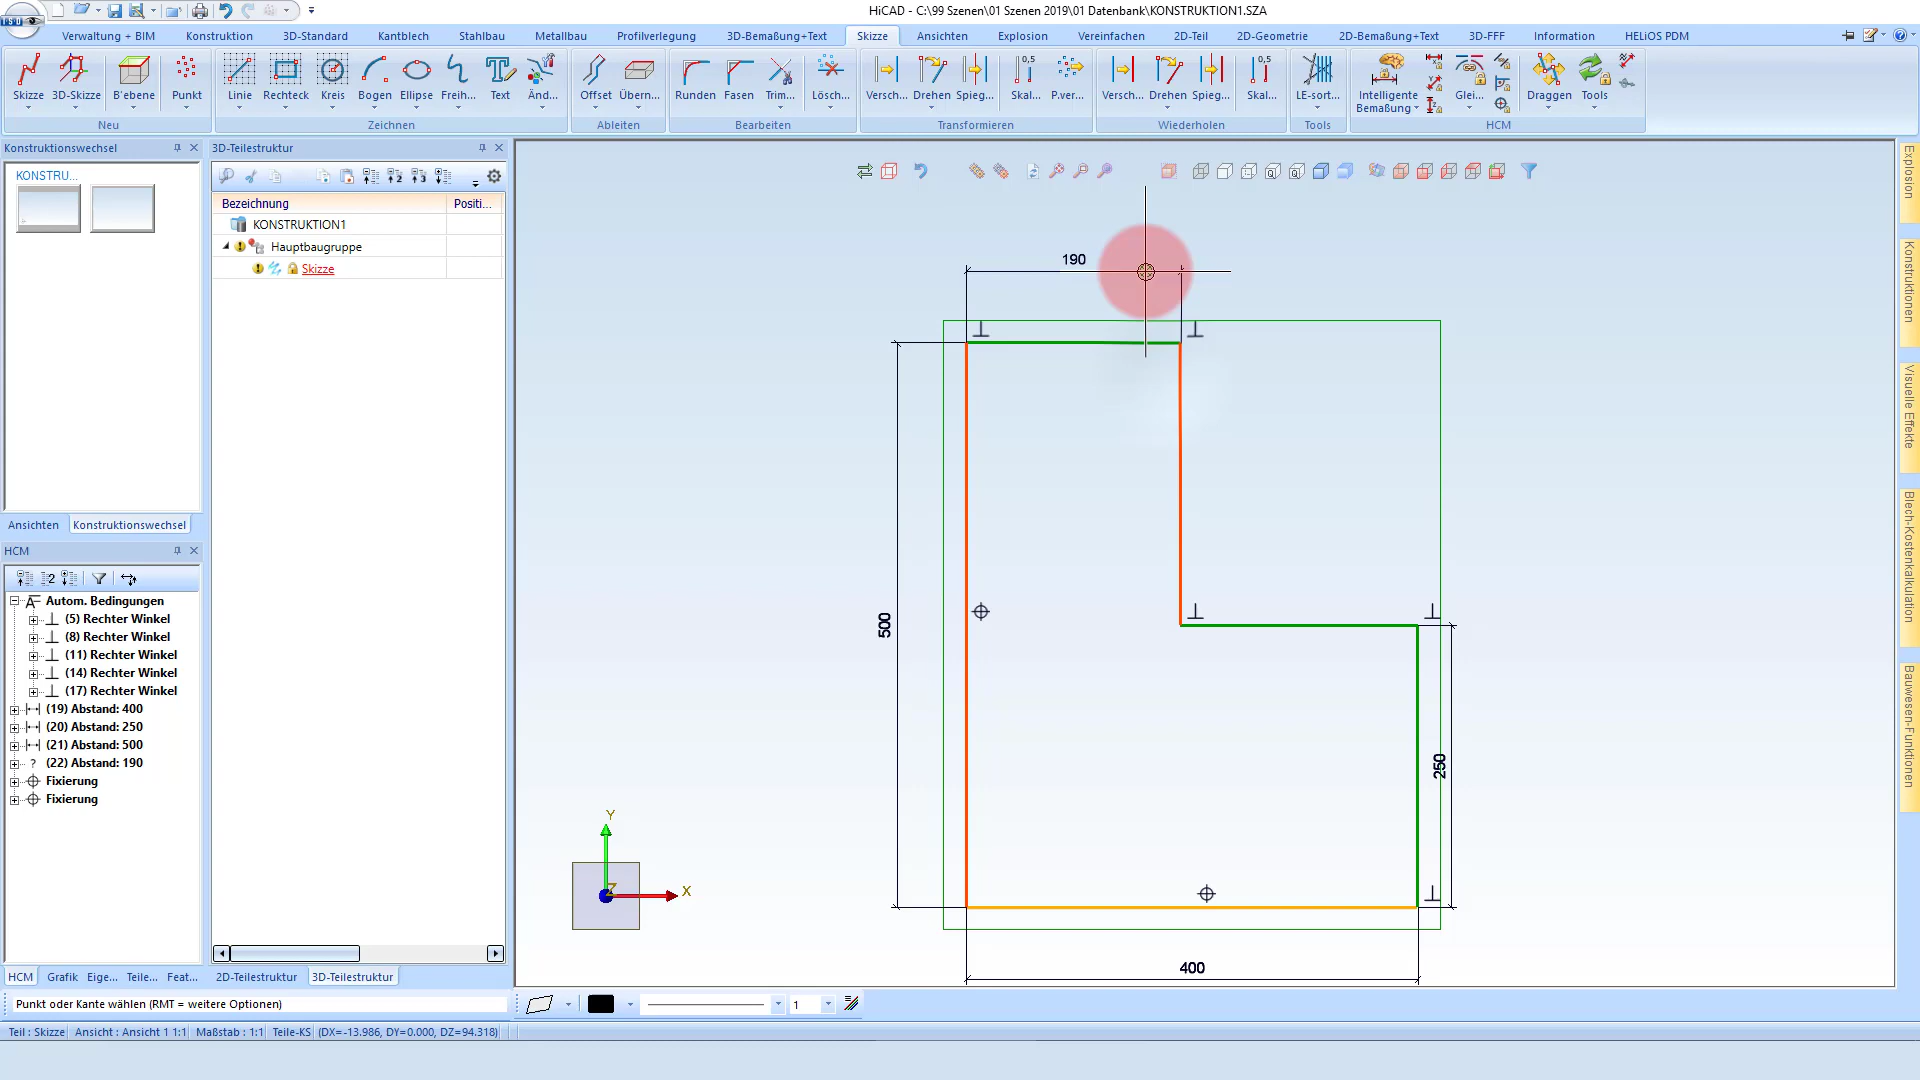 HiCAD - C:\99 Szenen\01 Szenen 2019\01 Datenbank\KONSTRUKTION1.SZA
ISD
Verwaltung + BIM Konstruktion 3D-Standard Kantblech Stahlbau Metallbau Profilverlegung 3D-Bemaßung+Text Skizze Ansichten Explosion Vereinfachen 2D-Teil 2D-Geometrie 2D-Bemaßung+Text 3D-FFF Information HELiOS PDM
Skizze 3D-Skizze B'ebene Punkt Linie Rechteck Kreis Bogen Ellipse Freih... Text Änd... Offset Übern... Runden Fasen Trim... Lösch... Versch... Drehen Spieg... Skal... P.ver... Versch... Drehen Spieg... Skal... LE-sort... Intelligente Bemaßung Glei... Draggen Tools
Neu Zeichnen Ableiten Bearbeiten Transformieren Wiederholen Tools HCM
Konstruktionswechsel
KONSTRU...
Ansichten Konstruktionswechsel
3D-Teilestruktur
Bezeichnung Positi...
KONSTRUKTION1
Hauptbaugruppe
Skizze
HCM
Autom. Bedingungen
(5) Rechter Winkel
(8) Rechter Winkel
(11) Rechter Winkel
(14) Rechter Winkel
(17) Rechter Winkel
(19) Abstand: 400
(20) Abstand: 250
(21) Abstand: 500
(22) Abstand: 190
Fixierung
Fixierung
190
500
250
400
Y
X
Z
Explosion
Konstruktionen
Visuelle Effekte
Blech-Kostenkalkulation
Bauwesen-Funktionen
HCM Grafik Eige... Teile... Feat... 2D-Teilestruktur 3D-Teilestruktur
Punkt oder Kante wählen (RMT = weitere Optionen)
1
Teil : Skizze Ansicht : Ansicht 1 1:1 Maßstab : 1:1 Teile-KS (DX=-13.986, DY=0.000, DZ=94.318)